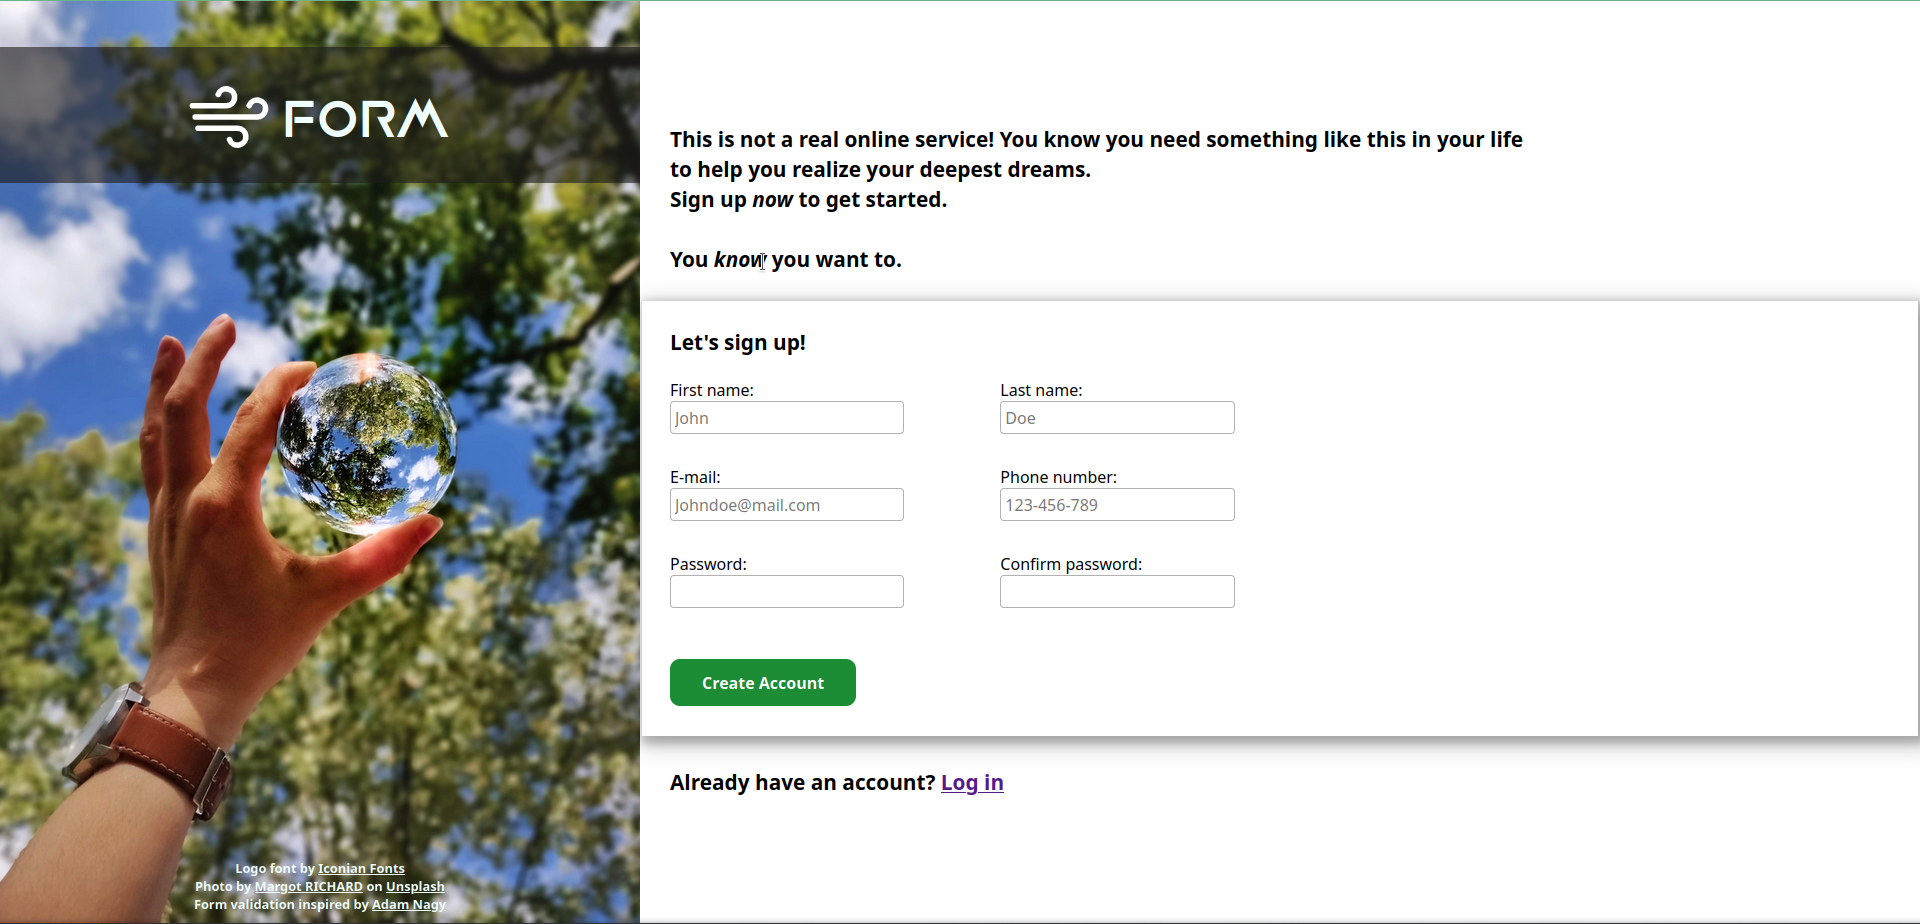 FORM
This is not a real online service! You know you need something like this in your life
to help you realize your deepest dreams.
Sign up now to get started.
You know you want to.
Let's sign up!
First name:
Last name:
John
Doe
E-mail:
Phone number:
Johndoe@mail.com
123-456-789
Password:
Confirm password:
Create Account
Already have an account? Log in
Logo font by Iconian Fonts
Photo by Margot RICHARD on Unsplash
Form validation inspired by Adam Nagy